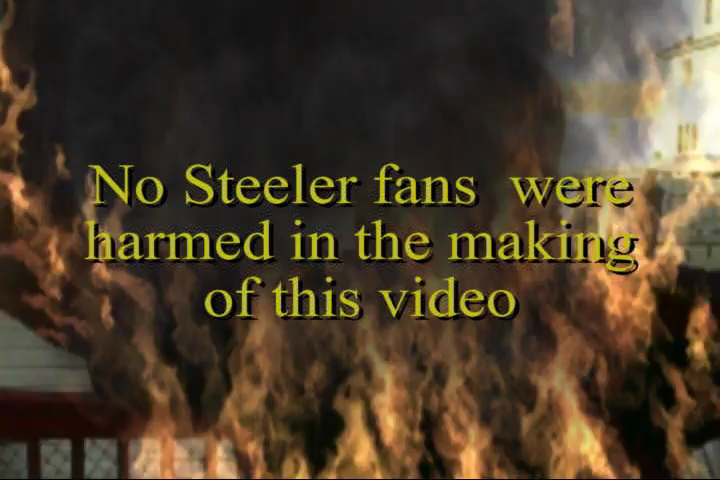 No Steeler fans  were
harmed in the making
of this video